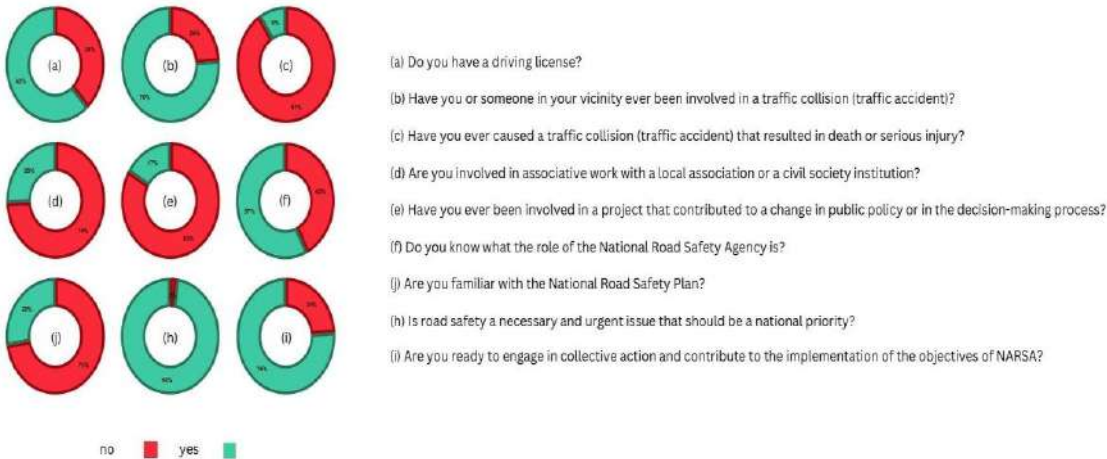 (a)
(b)
(c)
(a) Do you have a driving license?
(b) Have you or someone in your vicinity ever been involved in a traffic collision (traffic accident)?
(c) Have you ever caused a traffic collision (traffic accident) that resulted in death or serious injury?
(d)
(e)
(f)
(d) Are you involved in associative work with a local association or a civil society institution?
(e) Have you ever been involved in a project that contributed to a change in public policy or in the decision-making process?
(f) Do you know what the role of the National Road Safety Agency is?
(j)
(h)
(i)
(j) Are you familiar with the National Road Safety Plan?
(h) Is road safety a necessary and urgent issue that should be a national priority?
(i) Are you ready to engage in collective action and contribute to the implementation of the objectives of NARSA?
no yes